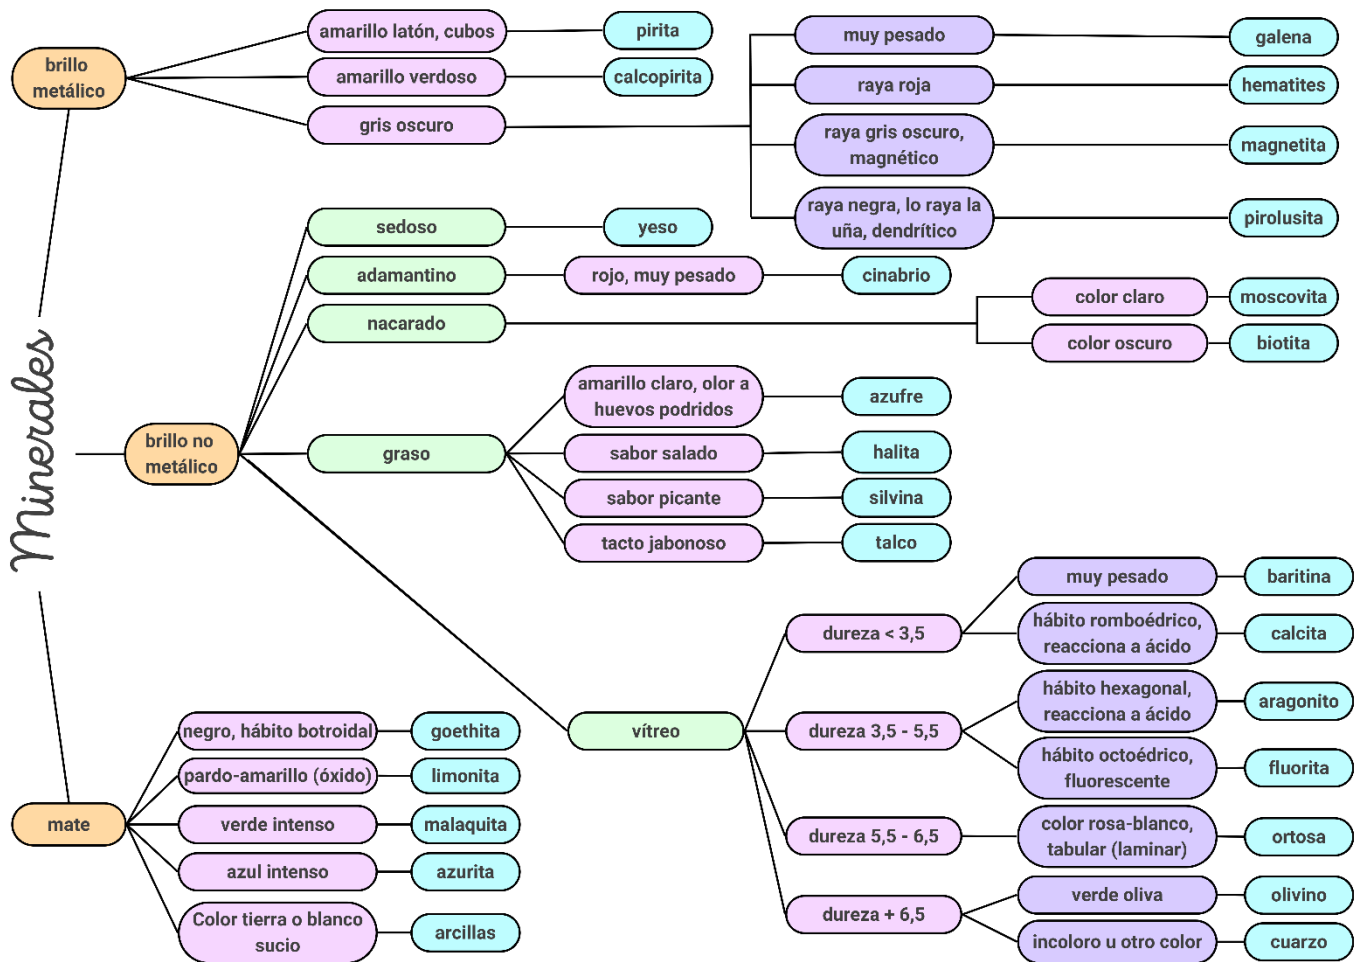 Minerales
brillo
metálico
amarillo latón, cubos
pirita
amarillo verdoso
calcopirita
gris oscuro
muy pesado
galena
raya roja
hematites
raya gris oscuro,
magnético
magnetita
raya negra, lo raya la
uña, dendrítico
pirolusita
brillo no
metálico
sedoso
yeso
adamantino
rojo, muy pesado
cinabrio
nacarado
color claro
moscovita
color oscuro
biotita
graso
amarillo claro, olor a
huevos podridos
azufre
sabor salado
halita
sabor picante
silvina
tacto jabonoso
talco
vítreo
dureza < 3,5
muy pesado
baritina
hábito romboédrico,
reacciona a ácido
calcita
dureza 3,5 - 5,5
hábito hexagonal,
reacciona a ácido
aragonito
hábito octoédrico,
fluorescente
fluorita
dureza 5,5 - 6,5
color rosa-blanco,
tabular (laminar)
ortosa
dureza + 6,5
verde oliva
olivino
incoloro u otro color
cuarzo
mate
negro, hábito botroidal
goethita
pardo-amarillo (óxido)
limonita
verde intenso
malaquita
azul intenso
azurita
Color tierra o blanco
sucio
arcillas